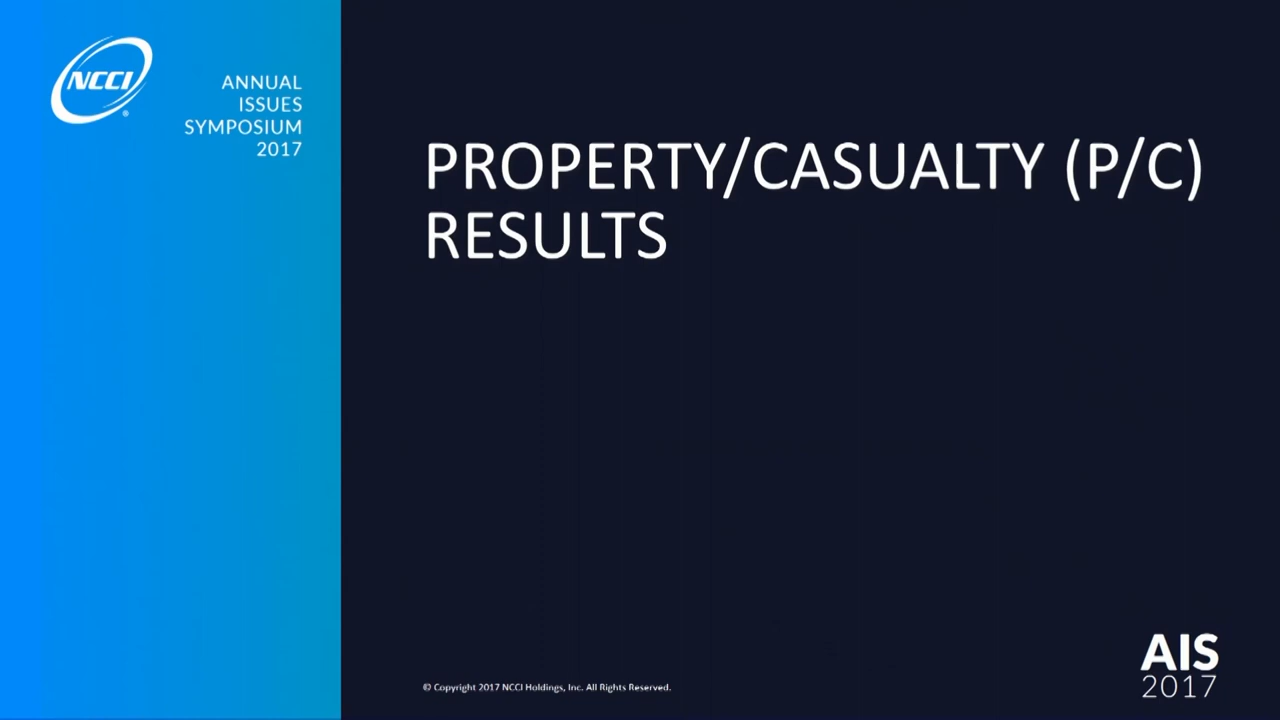 NCCI
®
ANNUAL
ISSUES
SYMPOSIUM
2017
PROPERTY/CASUALTY (P/C)
RESULTS
© Copyright 2017 NCCI Holdings, Inc. All Rights Reserved.
AIS
2017